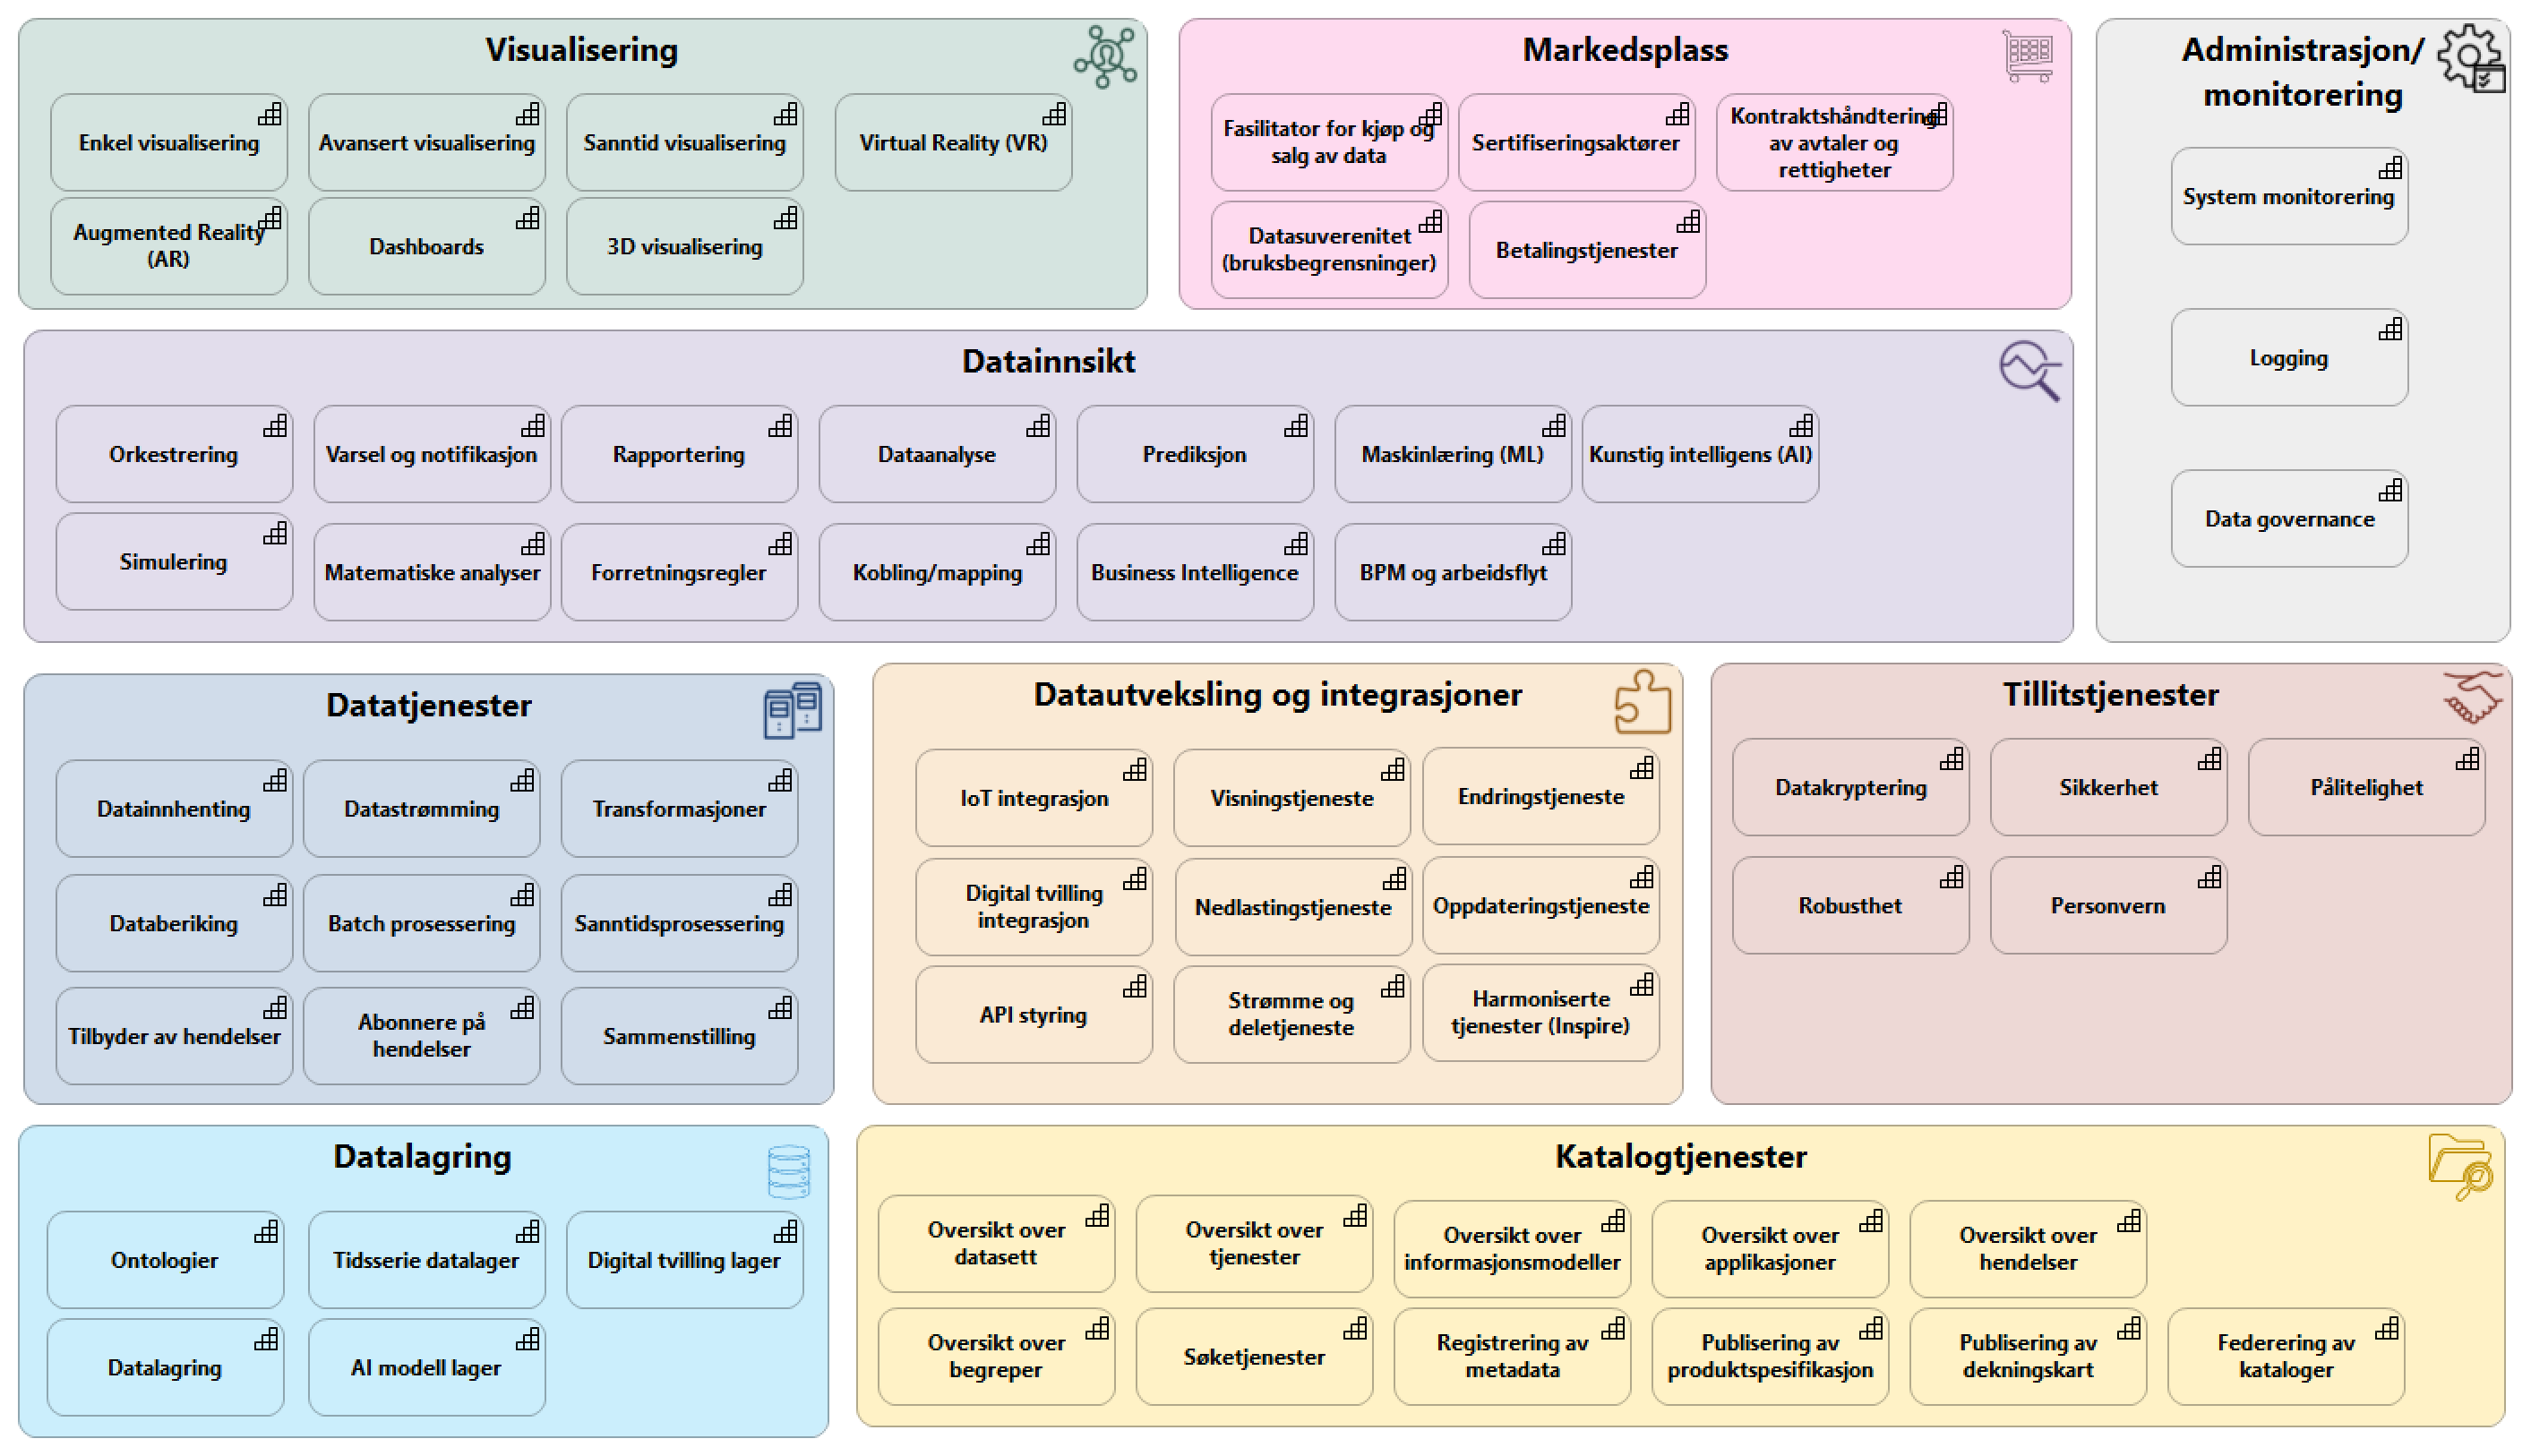 Visualisering
Enkel visualisering
Avansert visualisering
Sanntid visualisering
Virtual Reality (VR)
Augmented Reality
(AR)
Dashboards
3D visualisering
Markedsplass
Fasilitator for kjøp og
salg av data
Sertifiseringsaktører
Kontraktshåndtering
av avtaler og
rettigheter
Datasuverenitet
(bruksbegrensninger)
Betalingstjenester
Administrasjon/
monitorering
System monitorering
Logging
Data governance
Datainnsikt
Orkestrering
Varsel og notifikasjon
Rapportering
Dataanalyse
Prediksjon
Maskinlæring (ML)
Kunstig intelligens (AI)
Simulering
Matematiske analyser
Forretningsregler
Kobling/mapping
Business Intelligence
BPM og arbeidsflyt
Datatjenester
Datainnhenting
Datastrømming
Transformasjoner
Databeriking
Batch prosessering
Sanntidsprosessering
Tilbyder av hendelser
Abonnere på
hendelser
Sammenstilling
Datautveksling og integrasjoner
IoT integrasjon
Visningstjeneste
Endringstjeneste
Digital tvilling
integrasjon
Nedlastingstjeneste
Oppdateringstjeneste
API styring
Strømme og
deletjeneste
Harmoniserte
tjenester (Inspire)
Tillitstjenester
Datakryptering
Sikkerhet
Pålitelighet
Robusthet
Personvern
Datalagring
Ontologier
Tidsserie datalager
Digital tvilling lager
Datalagring
AI modell lager
Katalogtjenester
Oversikt over
datasett
Oversikt over
tjenester
Oversikt over
informasjonsmodeller
Oversikt over
applikasjoner
Oversikt over
hendelser
Oversikt over
begreper
Søketjenester
Registrering av
metadata
Publisering av
produktspesifikasjon
Publisering av
dekningskart
Federering av
kataloger